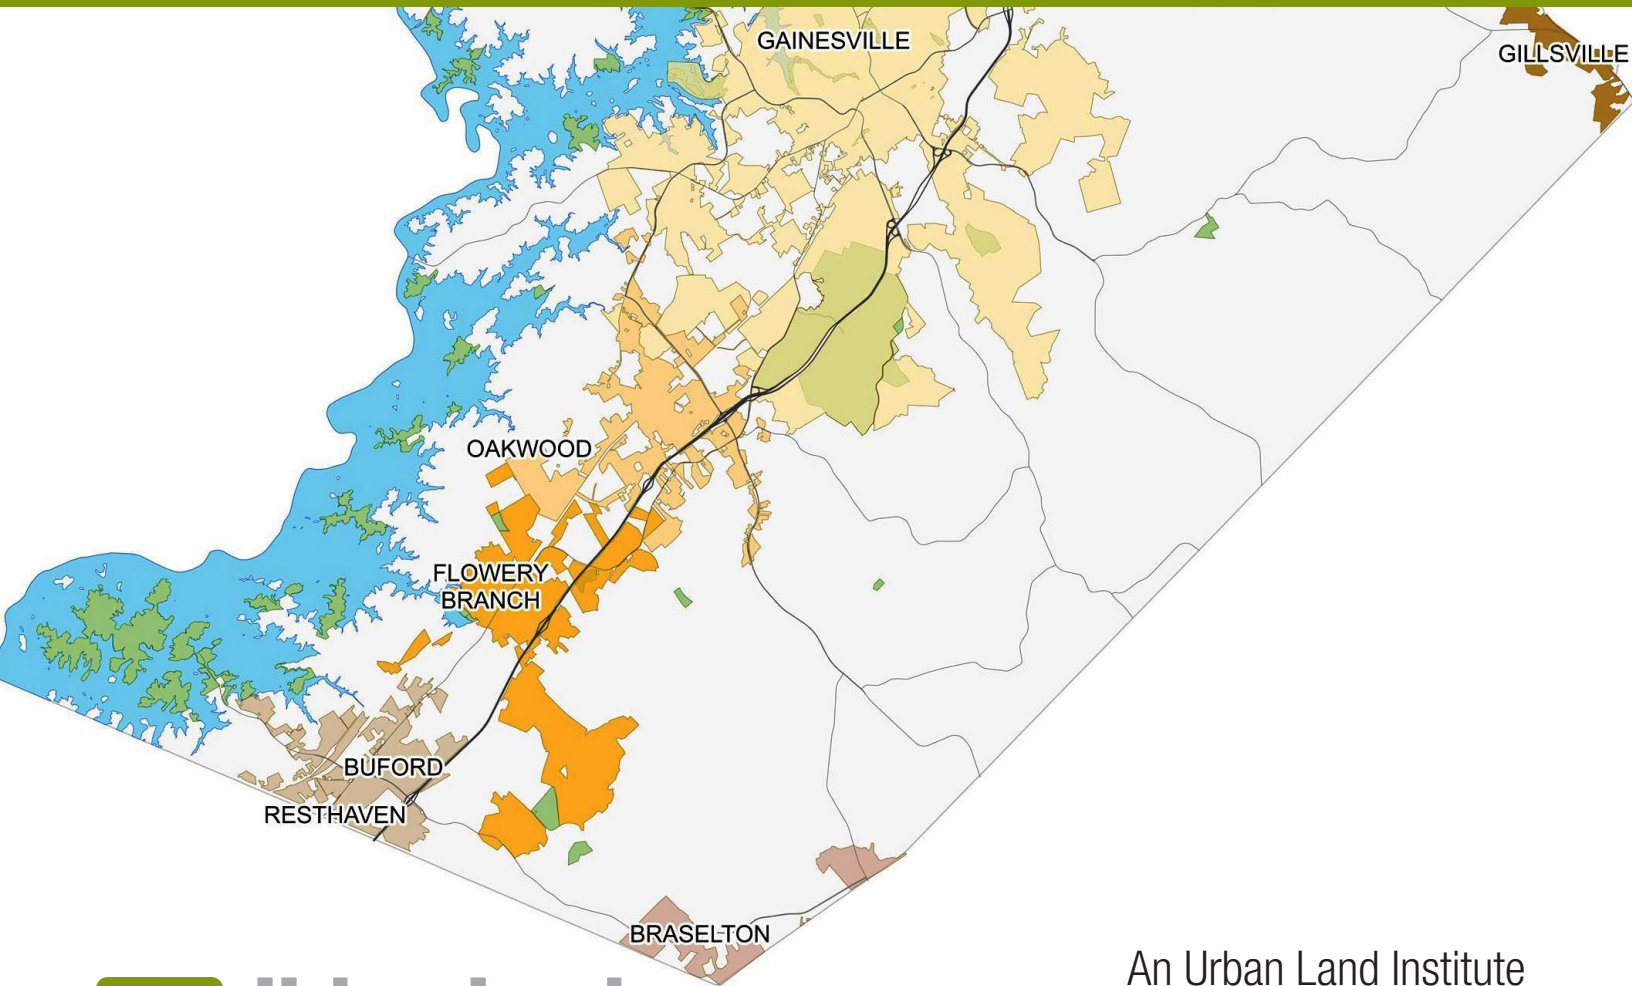 GAINESVILLE
GILLSVILLE
OAKWOOD
FLOWERY
BRANCH
BUFORD
RESTHAVEN
BRASELTON
An Urban Land Institute